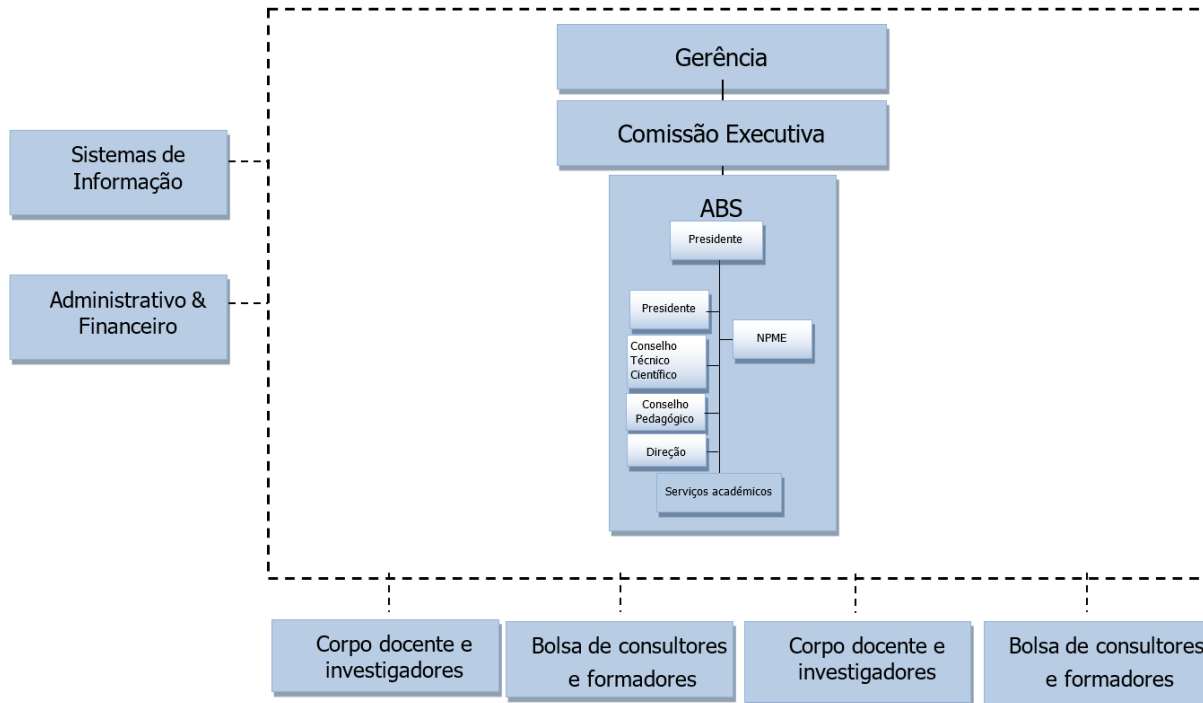 Gerência
Comissão Executiva
Sistemas de
Informação
Administrativo &
Financeiro
ABS
Presidente
Presidente
NPME
Conselho
Técnico
Científico
Conselho
Pedagógico
Direção
Serviços académicos
Corpo docente e
investigadores
Bolsa de consultores
e formadores
Corpo docente e
investigadores
Bolsa de consultores
e formadores